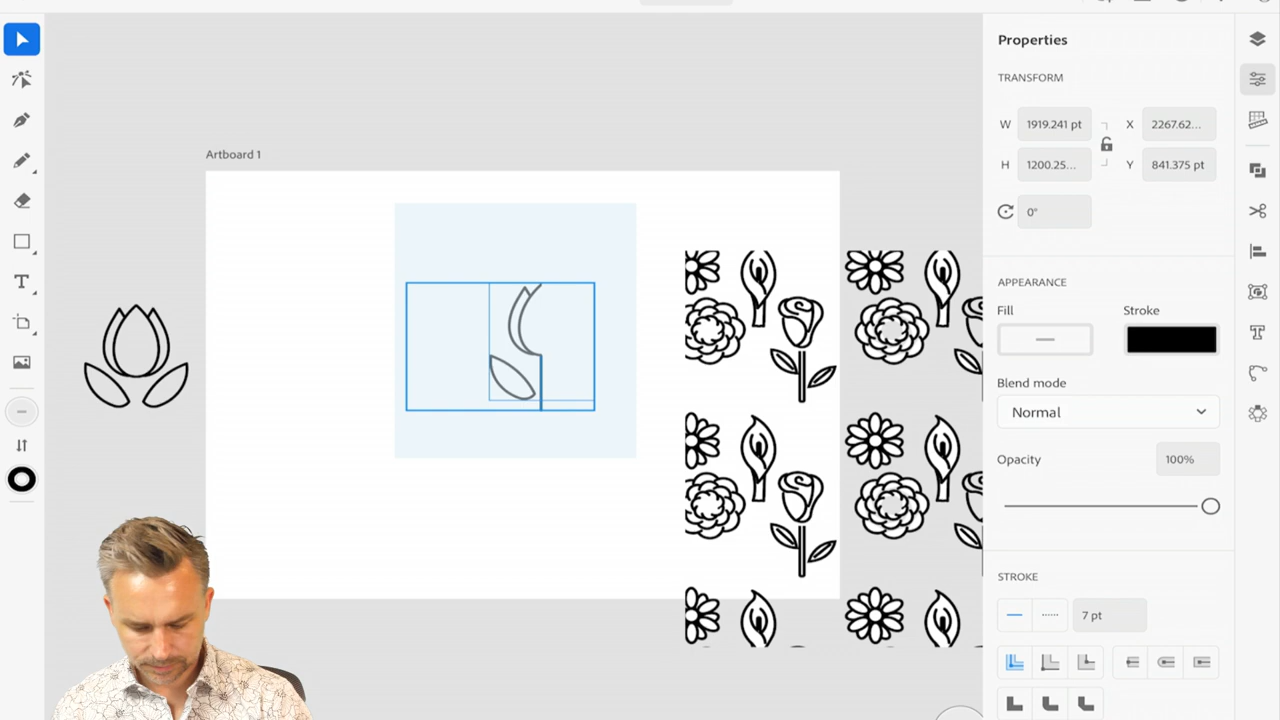 Artboard 1
Properties
TRANSFORM
W 1919.241 pt X 2267.62...
H 1200.25... Y 841.375 pt
0°
APPEARANCE
Fill Stroke
Blend mode
Normal
Opacity 100%
STROKE
7 pt